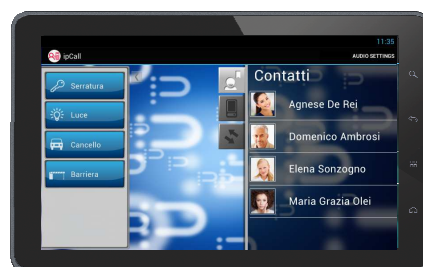 11:35
ipCall
AUDIO SETTINGS
Serratura
Luce
Cancello
Barriera
Contatti
Agnese De Rei
Domenico Ambrosi
Elena Sonzogno
Maria Grazia Olei